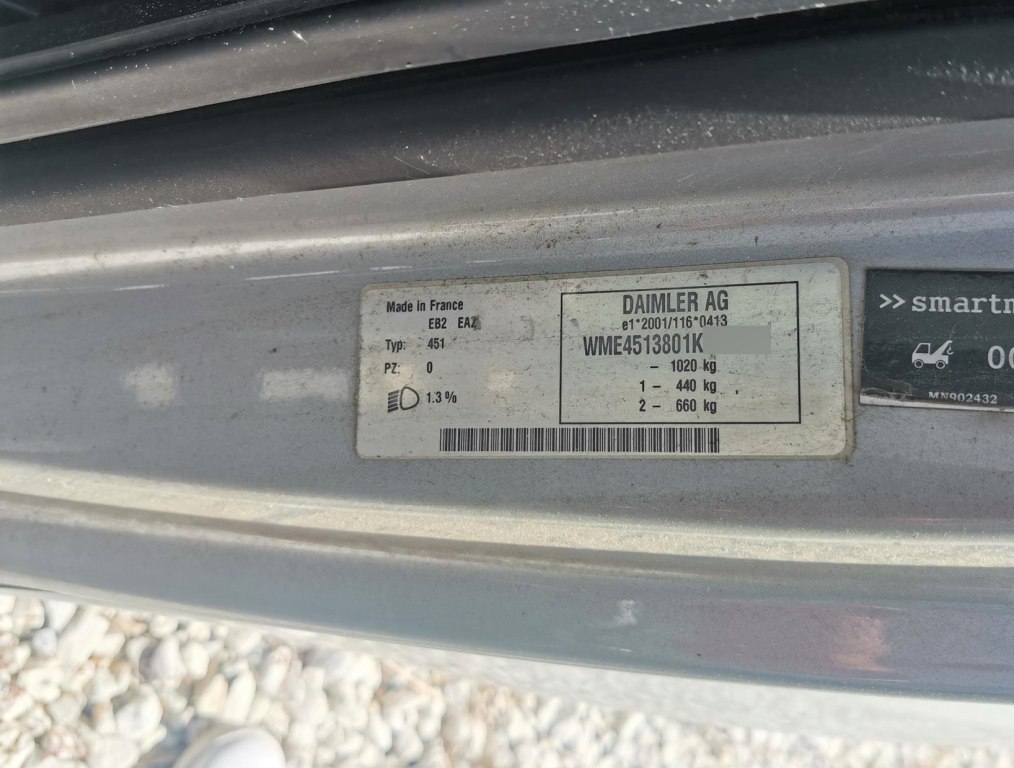 Made in France
EB2 EAZ
Typ: 451
PZ: 0
1.3 %
DAIMLER AG
e1*2001/116*0413
WME4513801K
– 1020 kg
1 – 440 kg
2 – 660 kg
>> smartm
00
MN902432